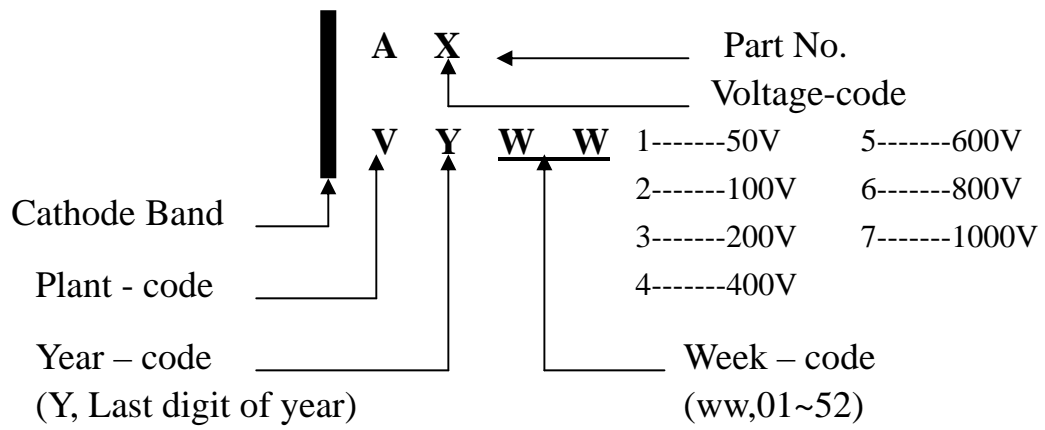 A X Part No.
Voltage-code
V Y W W 1-------50V 5-------600V
2-------100V 6-------800V
Cathode Band
3-------200V 7-------1000V
Plant - code 4-------400V
Year – code Week – code
(Y, Last digit of year) (ww,01~52)